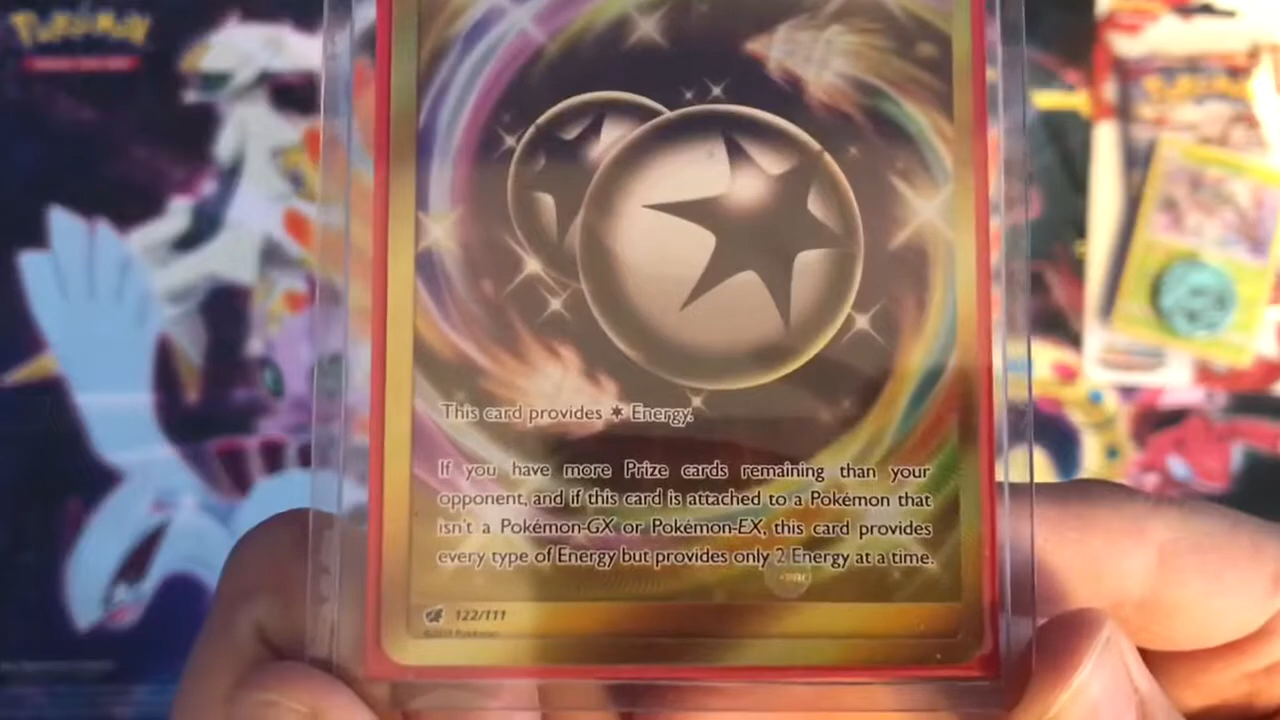 Pokémon
This card provides ✴ Energy.
If you have more Prize cards remaining than your
opponent, and if this card is attached to a Pokémon that
isn't a Pokémon-GX or Pokémon-EX, this card provides
every type of Energy but provides only 2 Energy at a time.
122/111